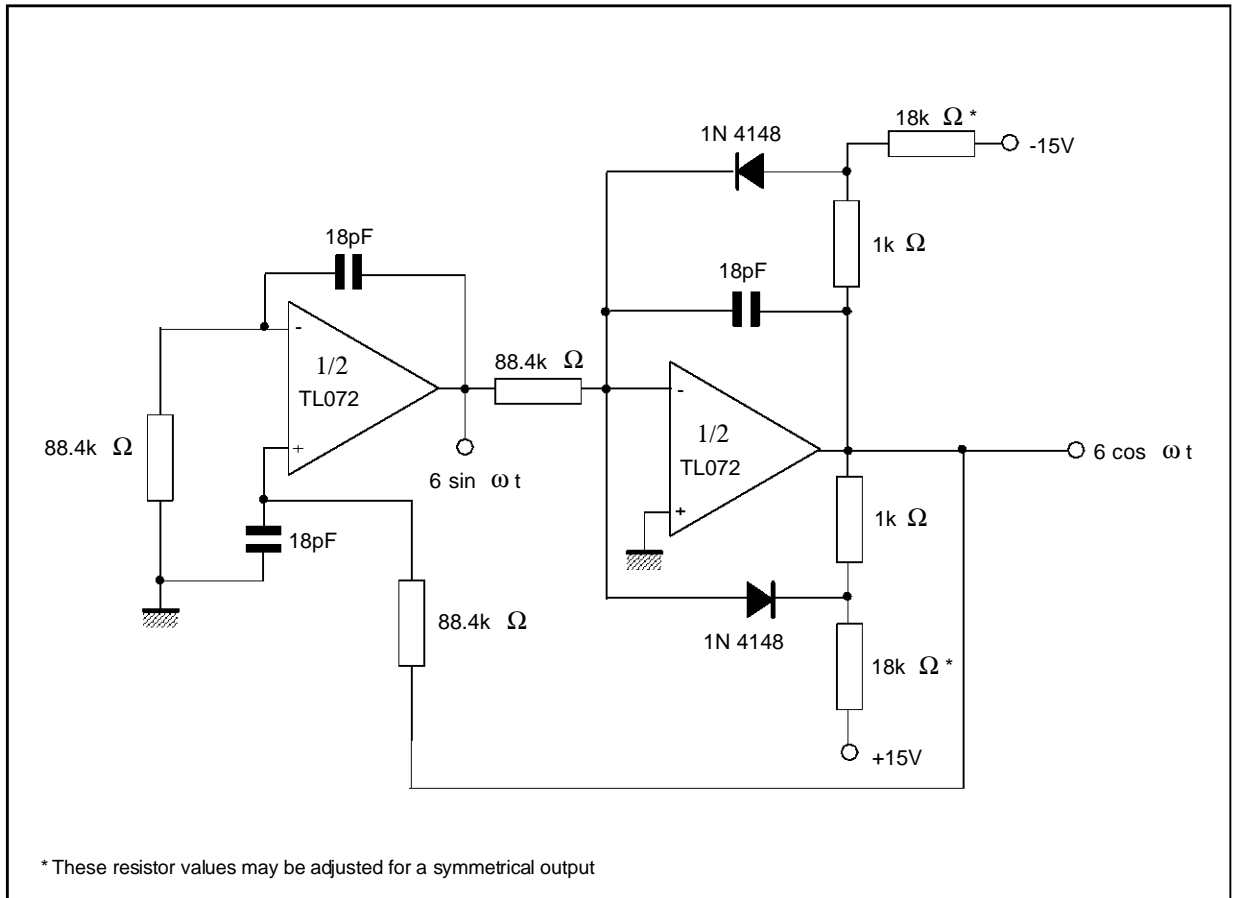 18k Ω *
1N 4148
-15V
18pF
1k Ω
18pF
-
1/2
TL072
88.4k Ω
-
1/2
TL072
88.4k Ω
+
6 sin ω t
6 cos ω t
+
1k Ω
18pF
88.4k Ω
1N 4148
18k Ω *
+15V
* These resistor values may be adjusted for a symmetrical output